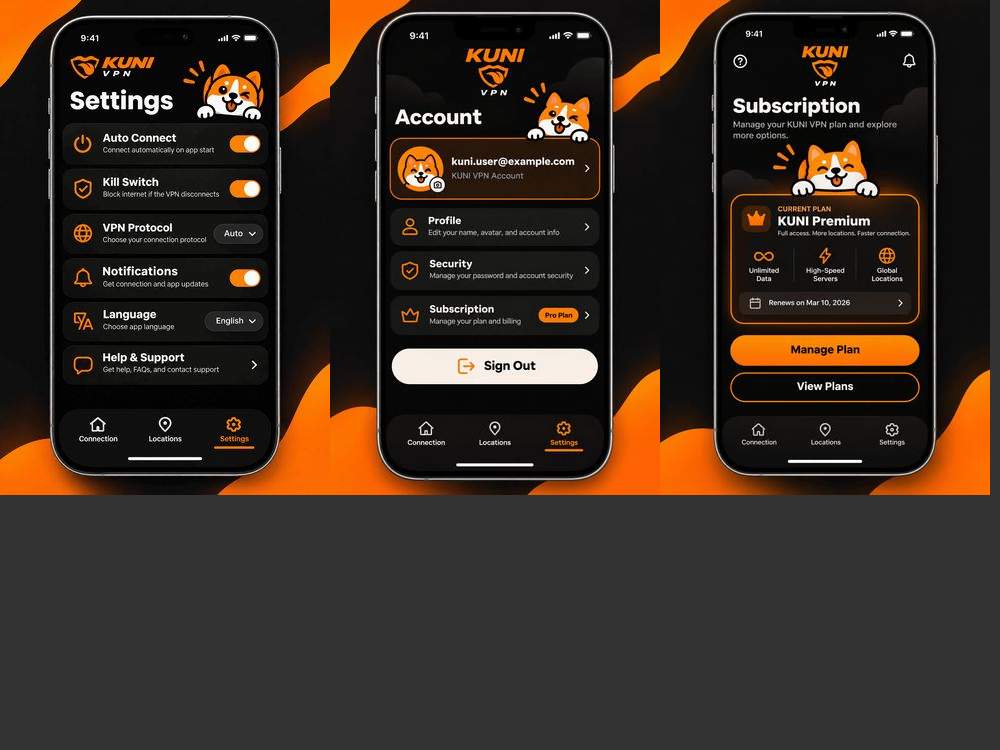 9:41
KUNI
VPN
Settings
Auto Connect
Connect automatically on app start
Kill Switch
Block internet if the VPN disconnects
VPN Protocol
Choose your connection protocol
Auto
Notifications
Get connection and app updates
Language
Choose app language
English
Help & Support
Get help, FAQs, and contact support
Connection
Locations
Settings
9:41
KUNI
VPN
Account
kuni.user@example.com
KUNI VPN Account
Profile
Edit your name, avatar, and account info
Security
Manage your password and account security
Subscription
Manage your plan and billing
Pro Plan
Sign Out
Connection
Locations
Settings
9:41
KUNI
VPN
Subscription
Manage your KUNI VPN plan and explore
more options.
CURRENT PLAN
KUNI Premium
Full access. More locations. Faster connection.
Unlimited
Data
High-Speed
Servers
Global
Locations
Renews on Mar 10, 2026
Manage Plan
View Plans
Connection
Locations
Settings